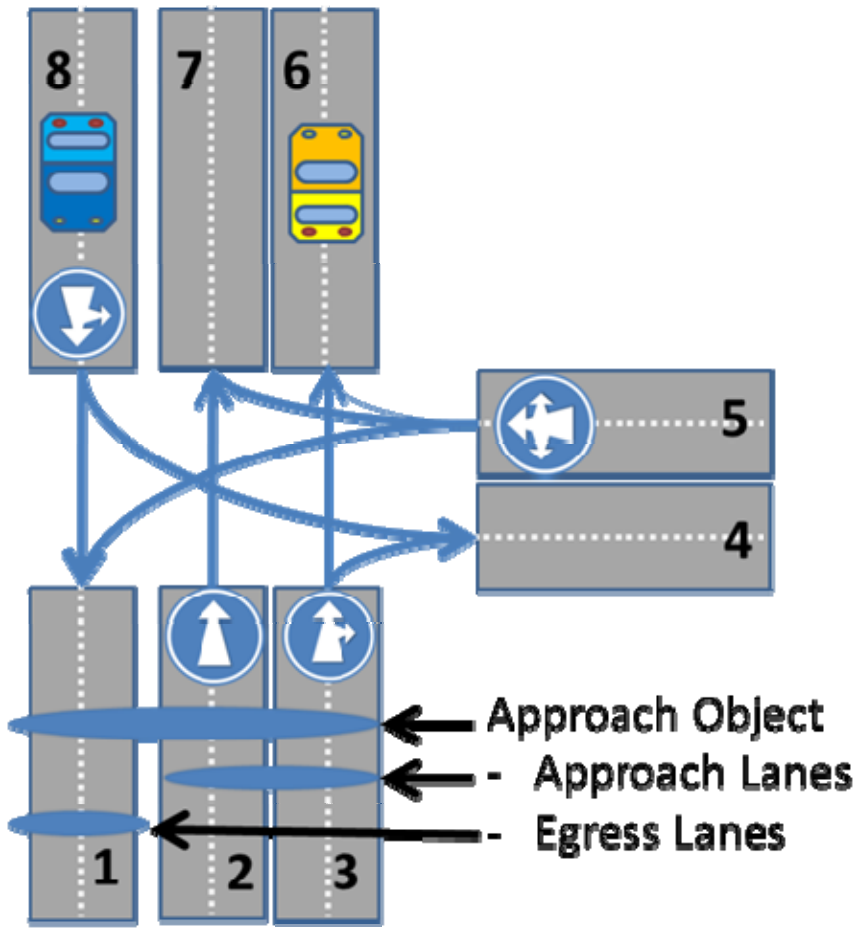 8 7 6
5
4
Approach Object
- Approach Lanes
- Egress Lanes
1 2 3